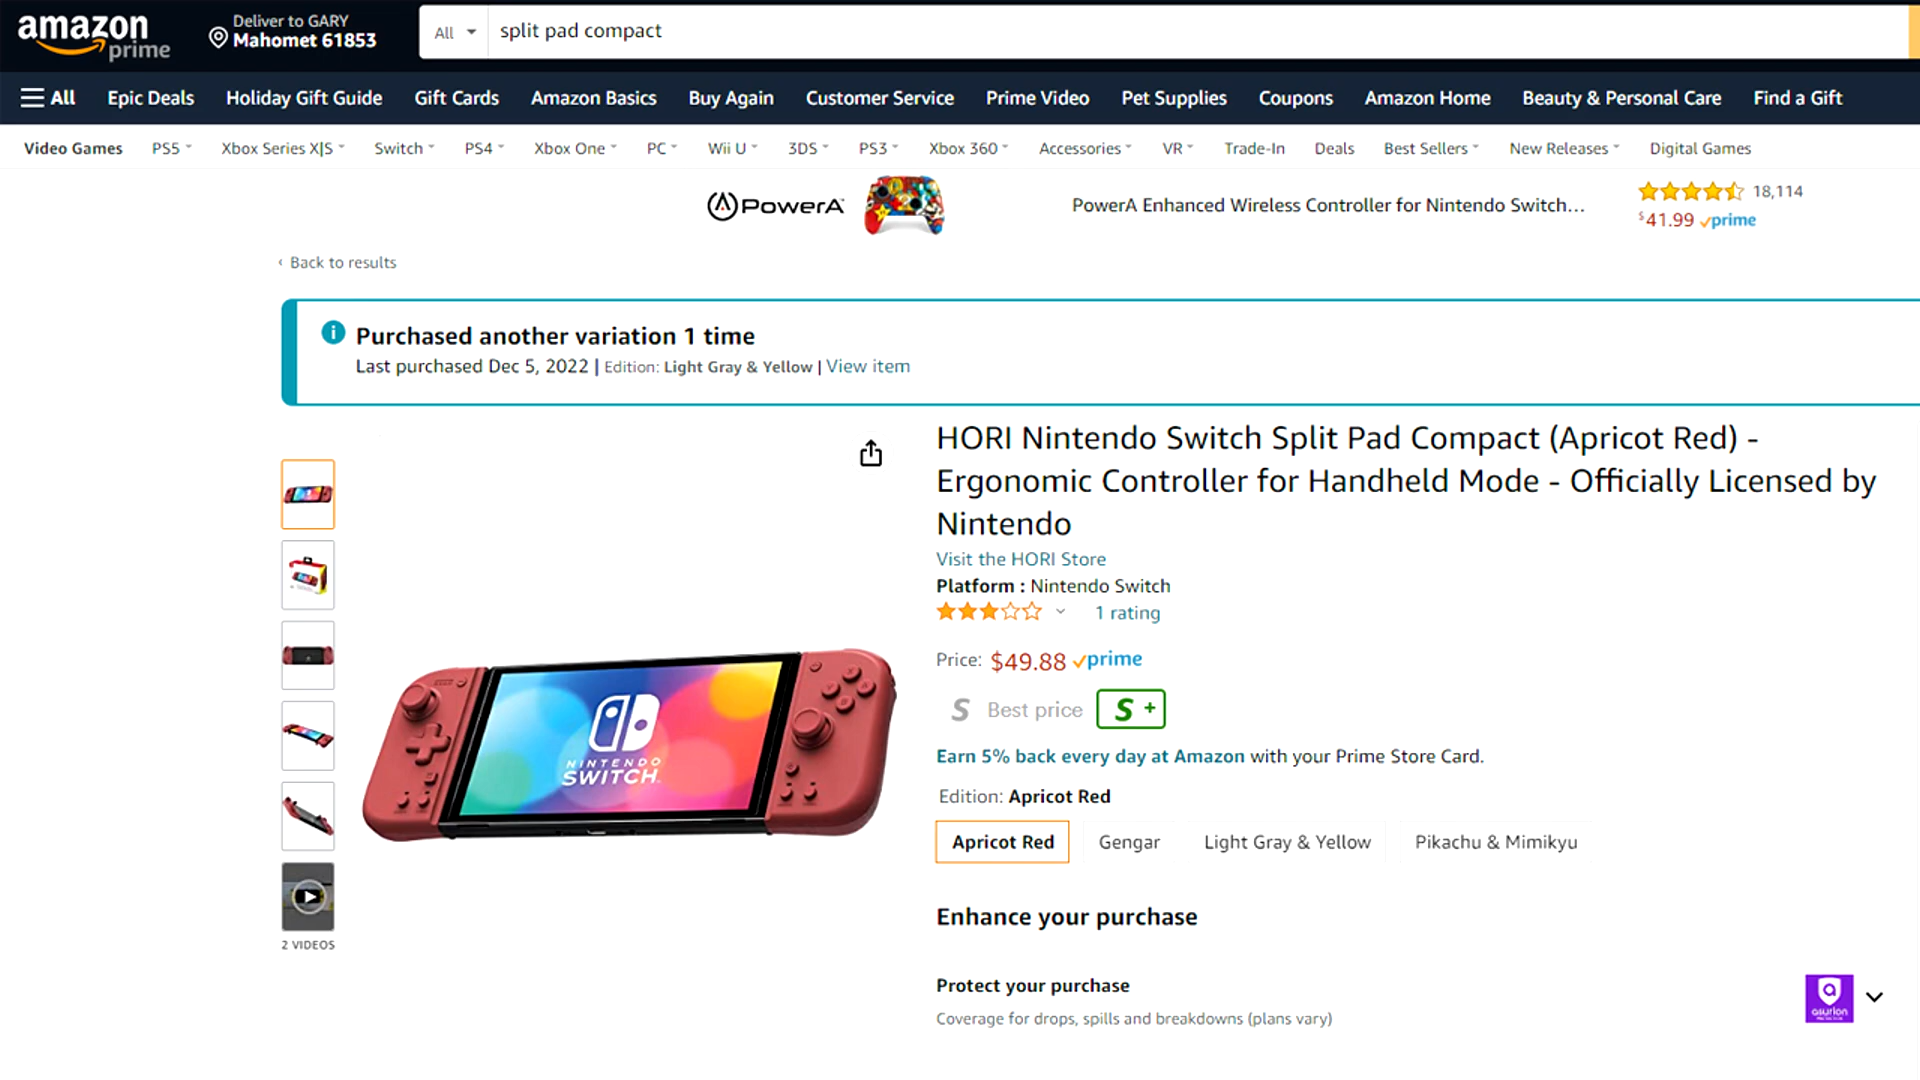 amazon
prime
Deliver to GARY
Mahomet 61853
All
split pad compact
All
Epic Deals
Holiday Gift Guide
Gift Cards
Amazon Basics
Buy Again
Customer Service
Prime Video
Pet Supplies
Coupons
Amazon Home
Beauty & Personal Care
Find a Gift
Video Games
PS5
Xbox Series X|S
Switch
PS4
Xbox One
PC
Wii U
3DS
PS3
Xbox 360
Accessories
VR
Trade-In
Deals
Best Sellers
New Releases
Digital Games
PowerA
PowerA Enhanced Wireless Controller for Nintendo Switch...
18,114
$41.99 prime
‹ Back to results
Purchased another variation 1 time
Last purchased Dec 5, 2022 | Edition: Light Gray & Yellow | View item
HORI Nintendo Switch Split Pad Compact (Apricot Red) -
Ergonomic Controller for Handheld Mode - Officially Licensed by
Nintendo
Visit the HORI Store
Platform : Nintendo Switch
1 rating
Price: $49.88 prime
S Best price S +
Earn 5% back every day at Amazon with your Prime Store Card.
Edition: Apricot Red
Apricot Red
Gengar
Light Gray & Yellow
Pikachu & Mimikyu
NINTENDO
SWITCH
2 VIDEOS
Enhance your purchase
Protect your purchase
Coverage for drops, spills and breakdowns (plans vary)
asurion